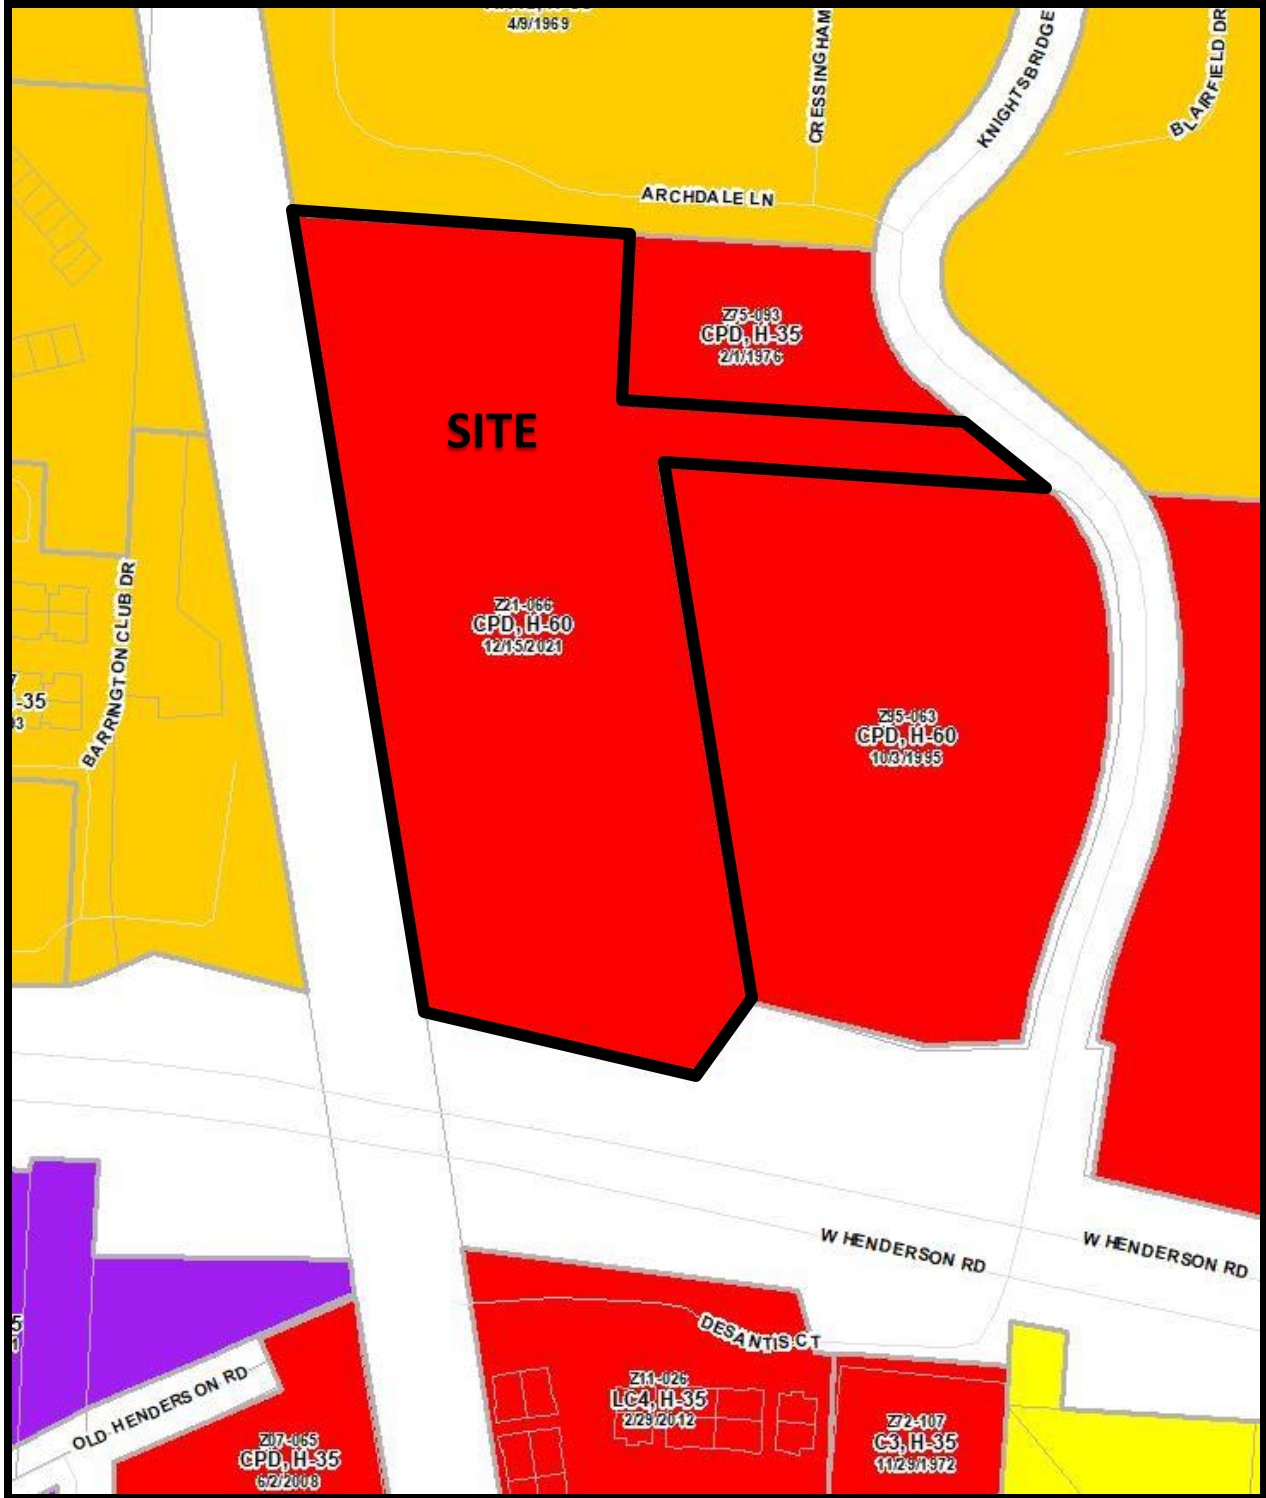 4/9/1969
CRESSINGHAM
KNIGHTSBRIDGE
BLAIRFIELD DR
ARCHDALE LN
Z75-093
CPD, H-35
2/1/1976
SITE
Z21-066
CPD, H-60
12/15/2021
BARRINGTON CLUB DR
-35
Z95-063
CPD, H-60
10/3/1995
W HENDERSON RD
W HENDERSON RD
DESANTIS CT
OLD HENDERSON RD
Z11-026
LC4, H-35
2/29/2012
Z07-065
CPD, H-35
6/2/2008
Z72-107
C3, H-35
11/29/1972